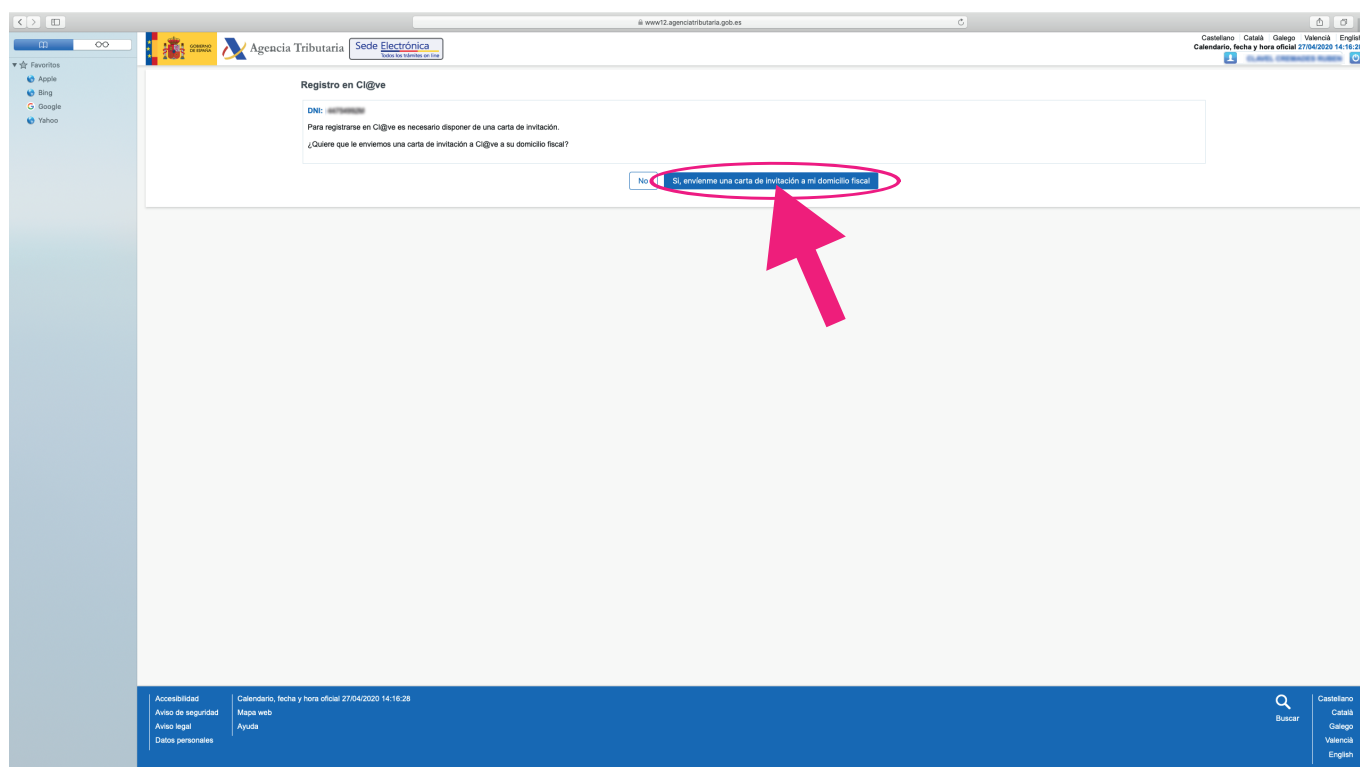 www12.agenciatributaria.gob.es
Favoritos
Apple
Bing
Google
Yahoo
GOBIERNO
DE ESPAÑA
Agencia Tributaria
Sede Electrónica
Todos los trámites en line
Castellano Català Galego Valencià English
Calendario, fecha y hora oficial 27/04/2020 14:16:28
Registro en Cl@ve
DNI:
Para registrarse en Cl@ve es necesario disponer de una carta de invitación.
¿Quiere que le enviemos una carta de invitación a Cl@ve a su domicilio fiscal?
No
Si, envíenme una carta de invitación a mi domicilio fiscal
Accesibilidad
Aviso de seguridad
Aviso legal
Datos personales
Calendario, fecha y hora oficial 27/04/2020 14:16:28
Mapa web
Ayuda
Buscar
Castellano
Català
Galego
Valencià
English